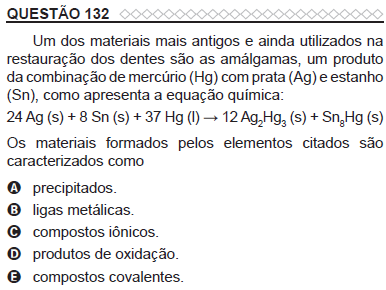 QUESTÃO 132
Um dos materiais mais antigos e ainda utilizados na
restauração dos dentes são as amálgamas, um produto
da combinação de mercúrio (Hg) com prata (Ag) e estanho
(Sn), como apresenta a equação química:
24 Ag (s) + 8 Sn (s) + 37 Hg (l) → 12 Ag₂Hg₃ (s) + Sn₈Hg (s)
Os materiais formados pelos elementos citados são
caracterizados como
A precipitados.
B ligas metálicas.
C compostos iônicos.
D produtos de oxidação.
E compostos covalentes.